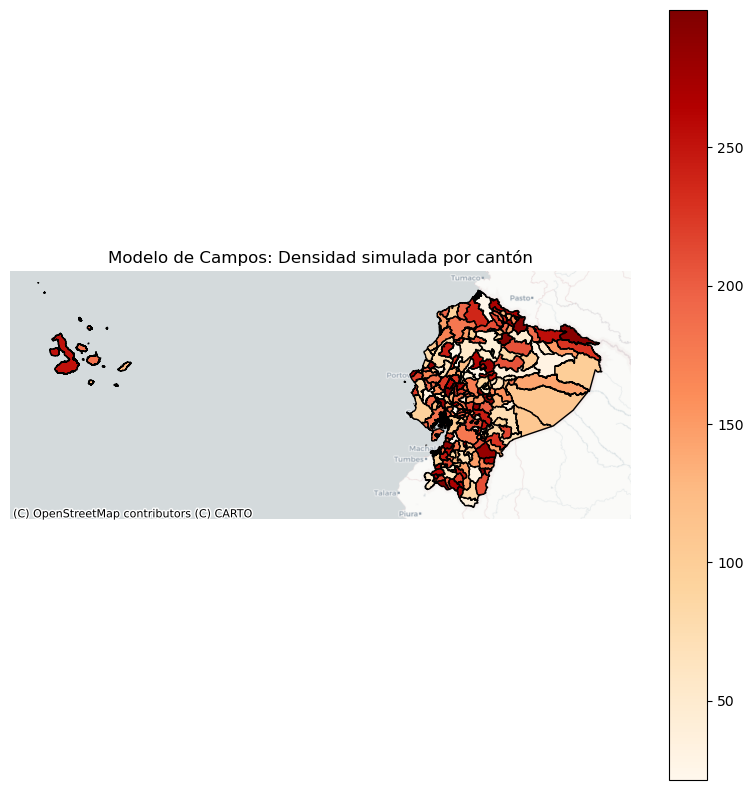 Modelo de Campos: Densidad simulada por cantón
Tumaco
Pasto
Porto
Mach
Tumbes
Talara
Piura
(C) OpenStreetMap contributors (C) CARTO
250
200
150
100
50